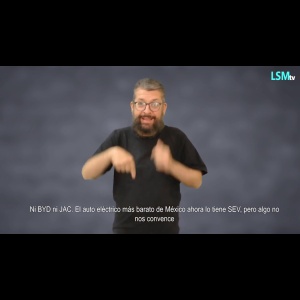 LSMtv
Ni BYD ni JAC. El auto eléctrico más barato de México ahora lo tiene SEV, pero algo no
nos convence